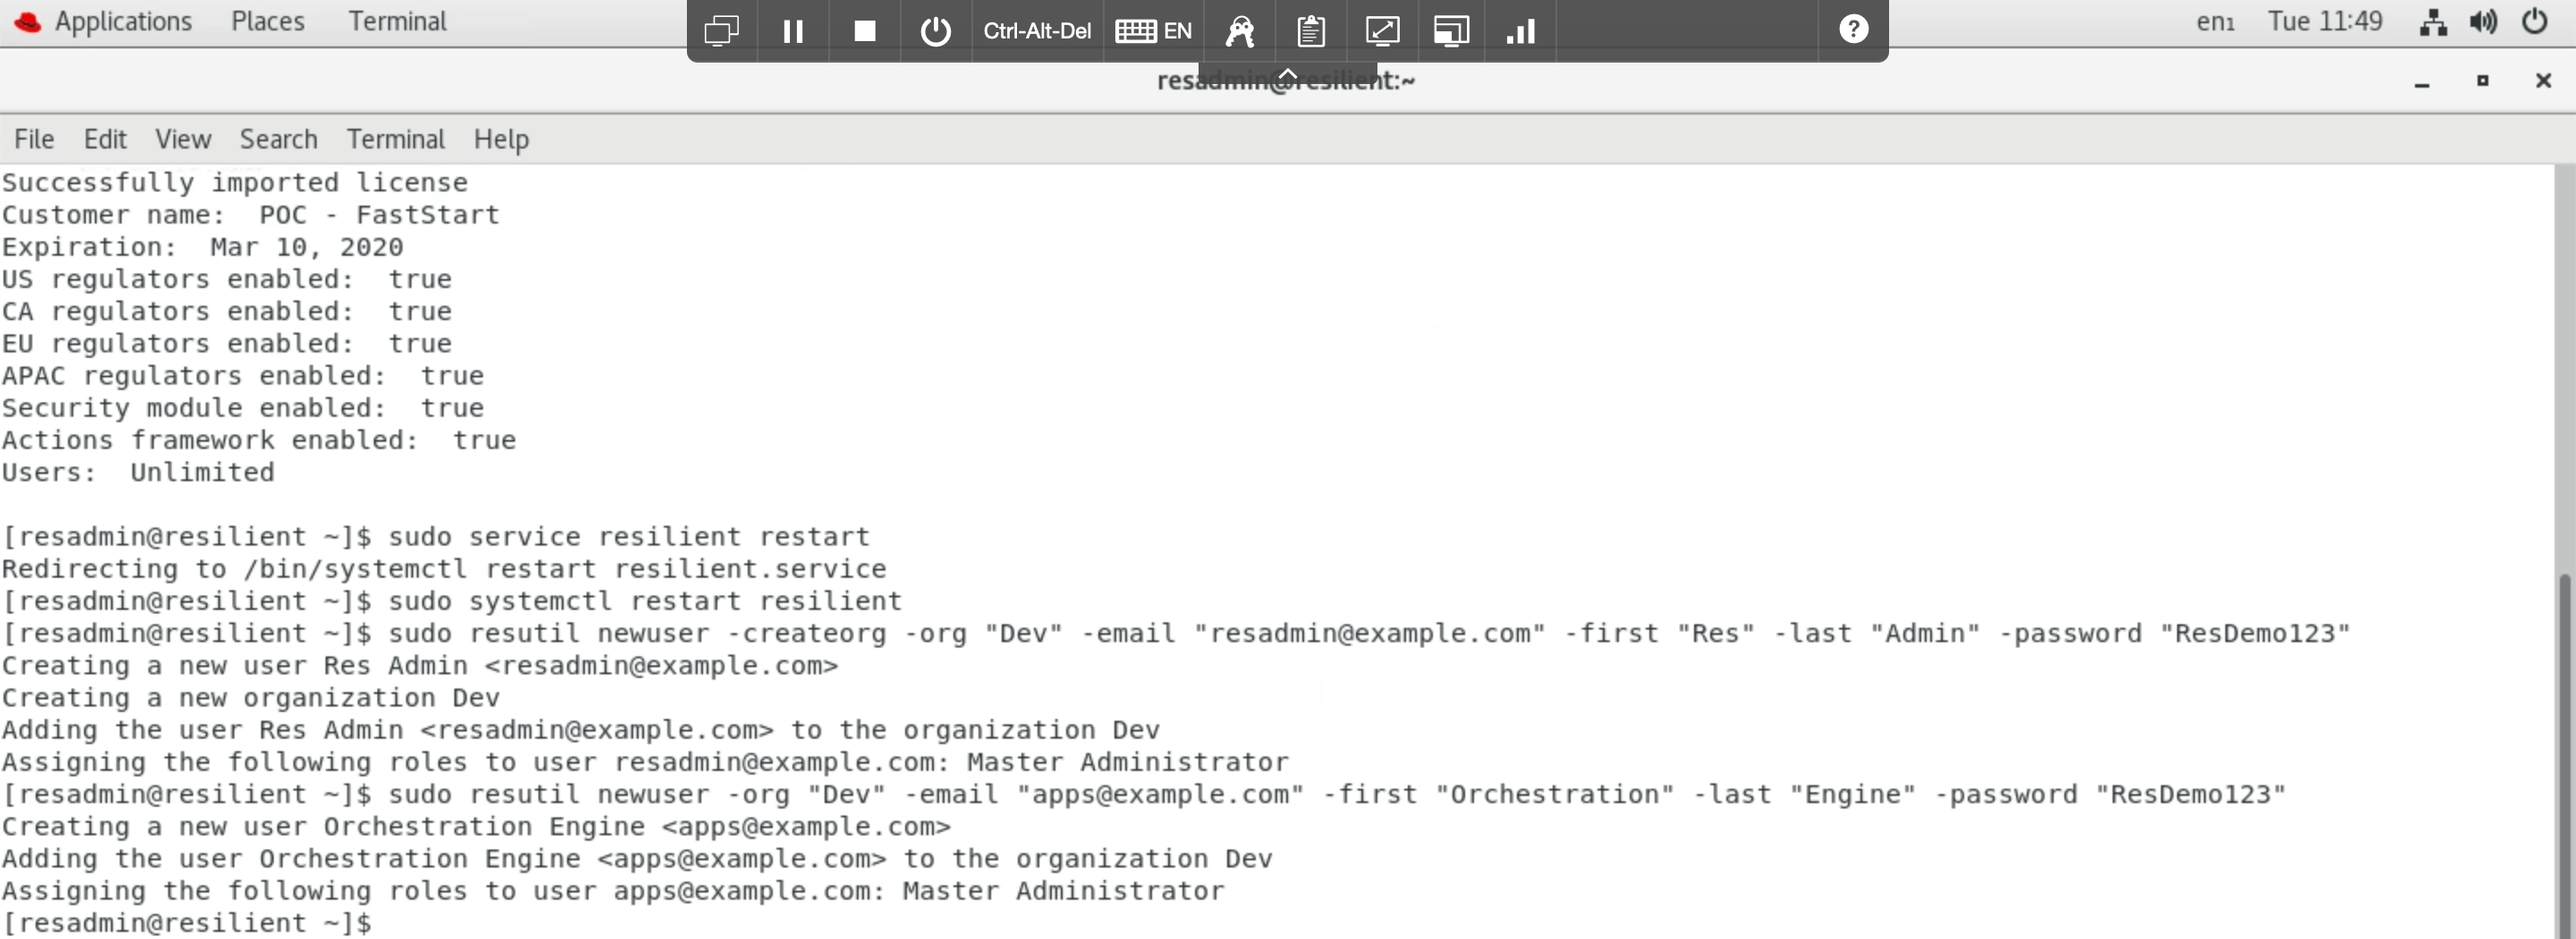 Applications Places Terminal
Ctrl-Alt-Del EN
en1 Tue 11:49
resadmin@resilient:~
File Edit View Search Terminal Help
Successfully imported license
Customer name:  POC - FastStart
Expiration:  Mar 10, 2020
US regulators enabled:  true
CA regulators enabled:  true
EU regulators enabled:  true
APAC regulators enabled:  true
Security module enabled:  true
Actions framework enabled:  true
Users:  Unlimited
[resadmin@resilient ~]$ sudo service resilient restart
Redirecting to /bin/systemctl restart resilient.service
[resadmin@resilient ~]$ sudo systemctl restart resilient
[resadmin@resilient ~]$ sudo resutil newuser -createorg -org "Dev" -email "resadmin@example.com" -first "Res" -last "Admin" -password "ResDemo123"
Creating a new user Res Admin <resadmin@example.com>
Creating a new organization Dev
Adding the user Res Admin <resadmin@example.com> to the organization Dev
Assigning the following roles to user resadmin@example.com: Master Administrator
[resadmin@resilient ~]$ sudo resutil newuser -org "Dev" -email "apps@example.com" -first "Orchestration" -last "Engine" -password "ResDemo123"
Creating a new user Orchestration Engine <apps@example.com>
Adding the user Orchestration Engine <apps@example.com> to the organization Dev
Assigning the following roles to user apps@example.com: Master Administrator
[resadmin@resilient ~]$